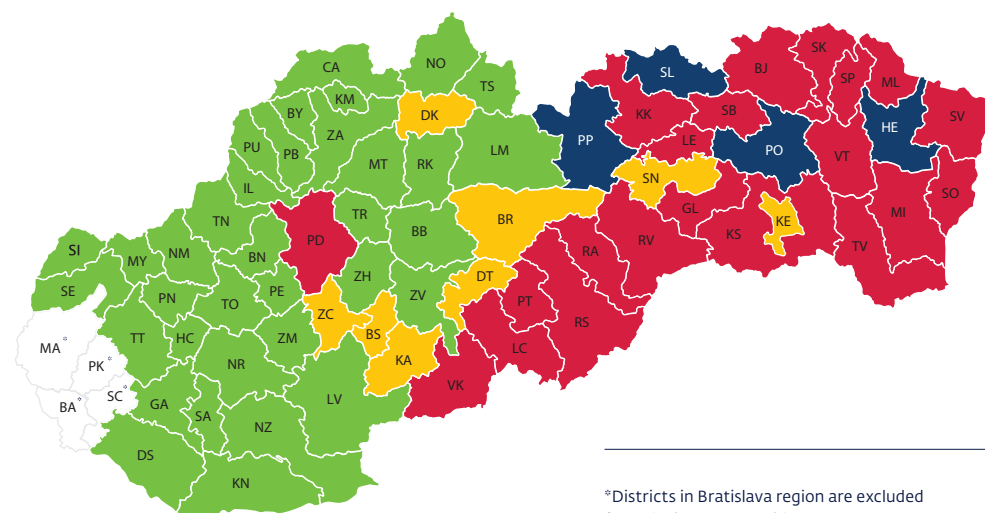 NO
CA
TS
KM
DK
BY
ZA
PU
PB
MT
RK
LM
IL
TN
TR
BB
BR
PD
SI
MY
NM
BN
ZH
SE
PN
TO
PE
ZV
DT
ZC
BS
KA
MA*
PK*
TT
HC
ZM
NR
BA*
SC*
GA
SA
NZ
LV
DS
KN
VK
LC
PT
RS
RA
RV
PP
SL
KK
LE
SN
GL
SB
BJ
SK
SP
ML
HE
SV
PO
VT
KE
KS
TV
MI
SO
*Districts in Bratislava region are excluded